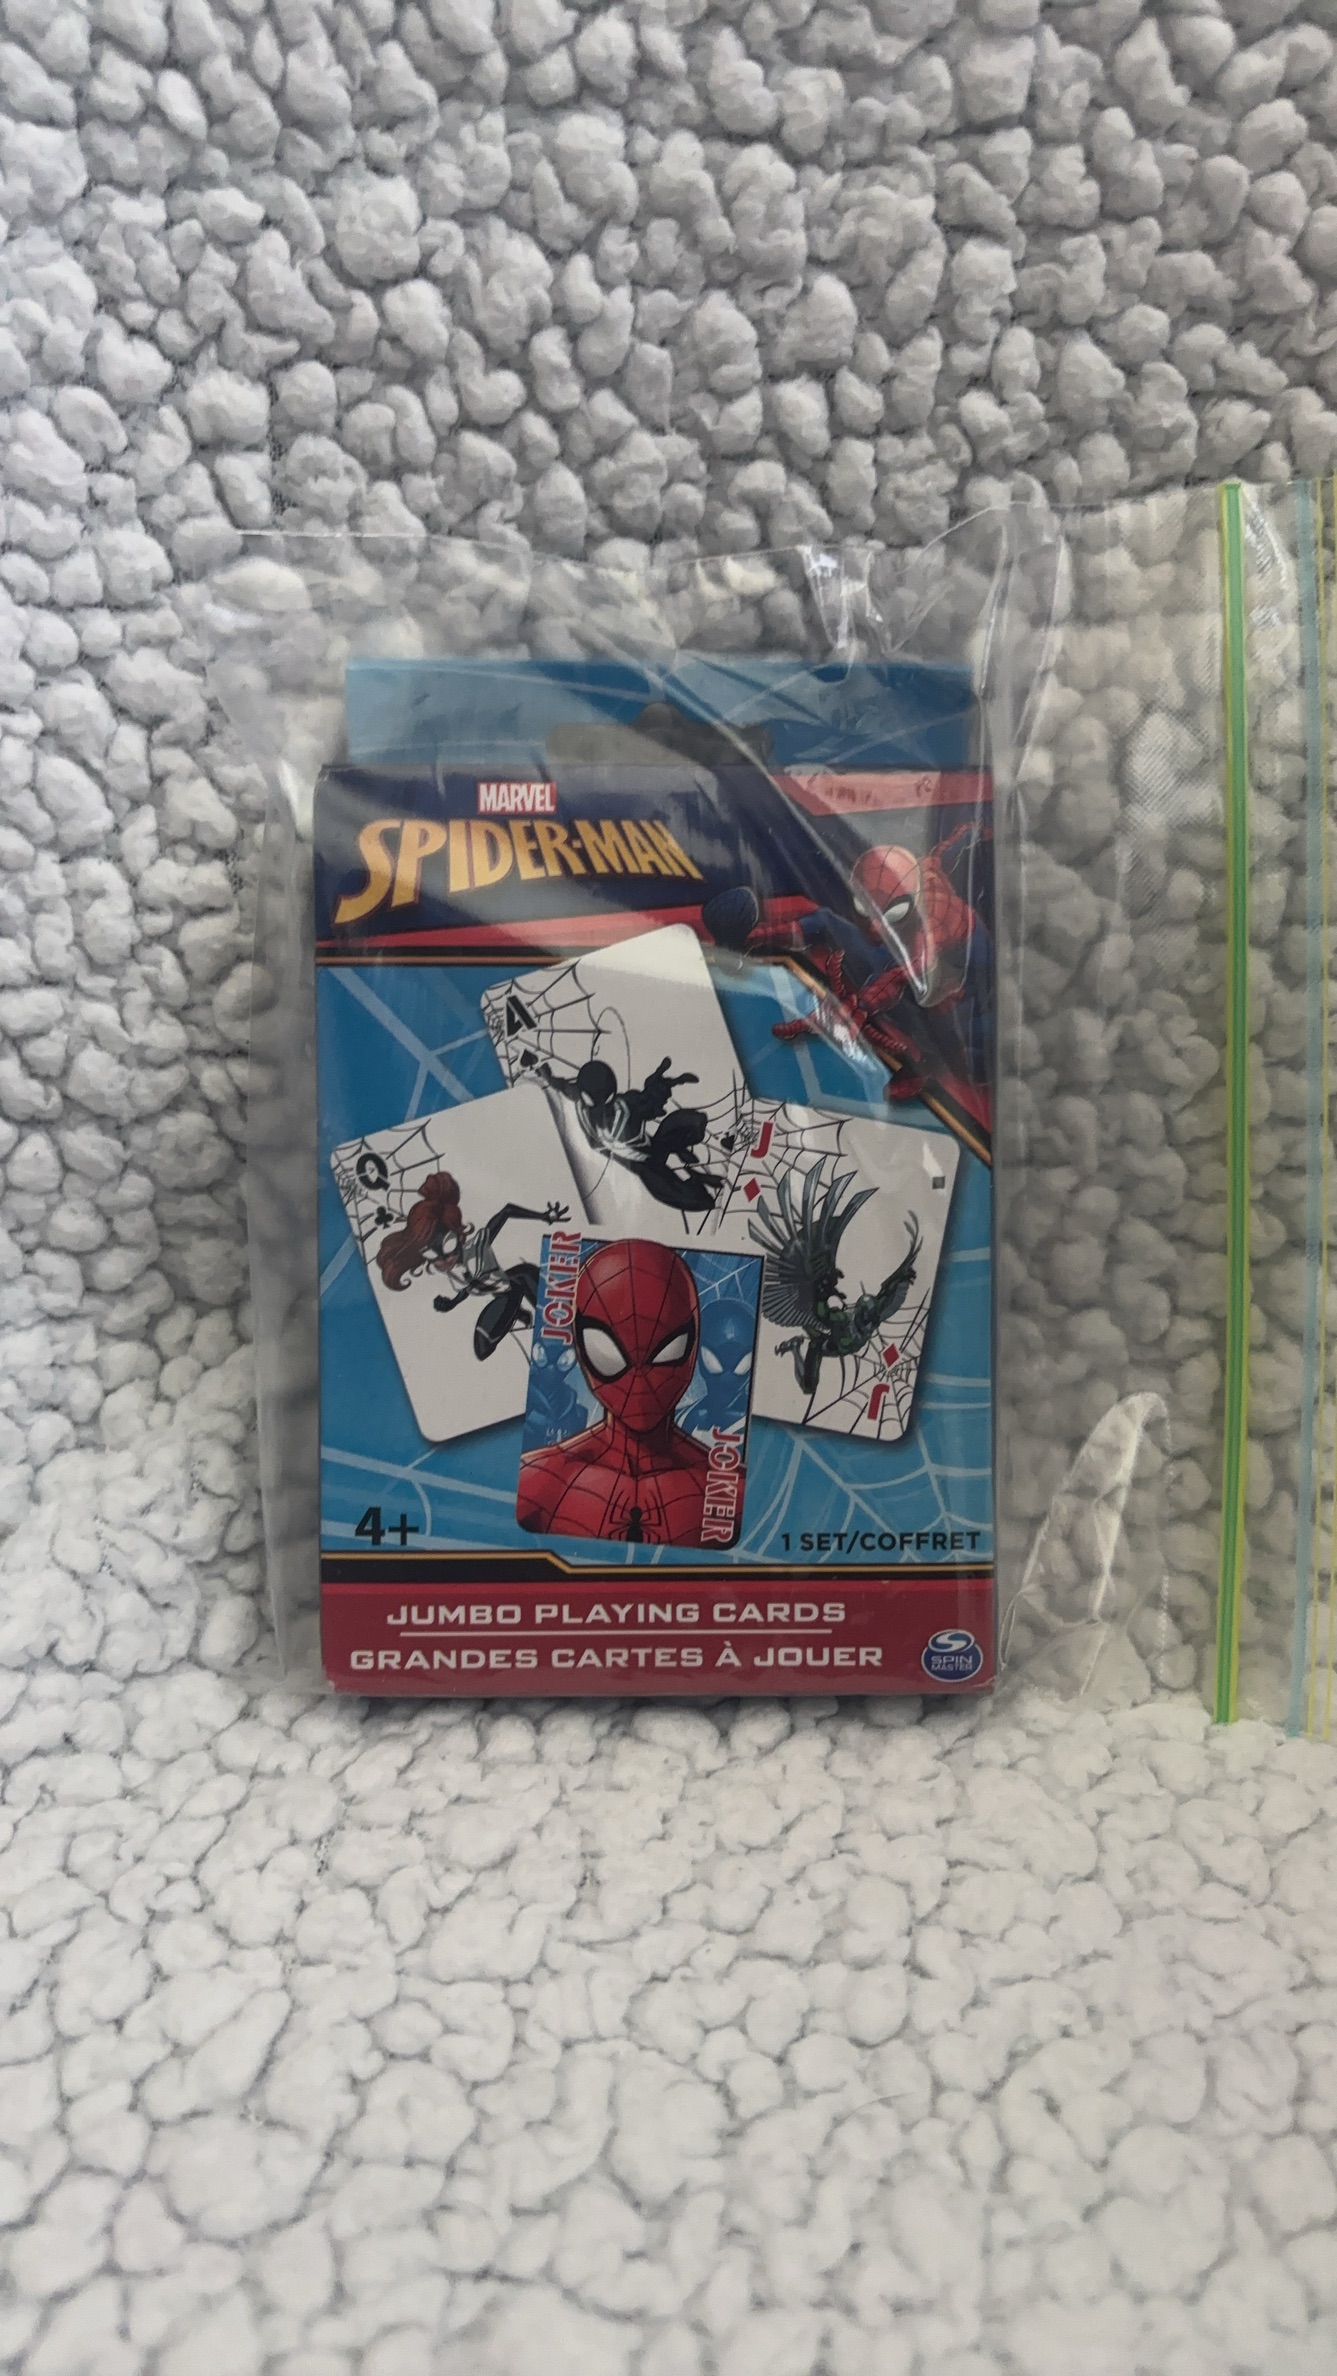 MARVEL
SPIDER-MAN
A
J
Q
JOKER
JOKER
J
4+
1 SET/COFFRET
JUMBO PLAYING CARDS
GRANDES CARTES À JOUER
SPIN
MASTER